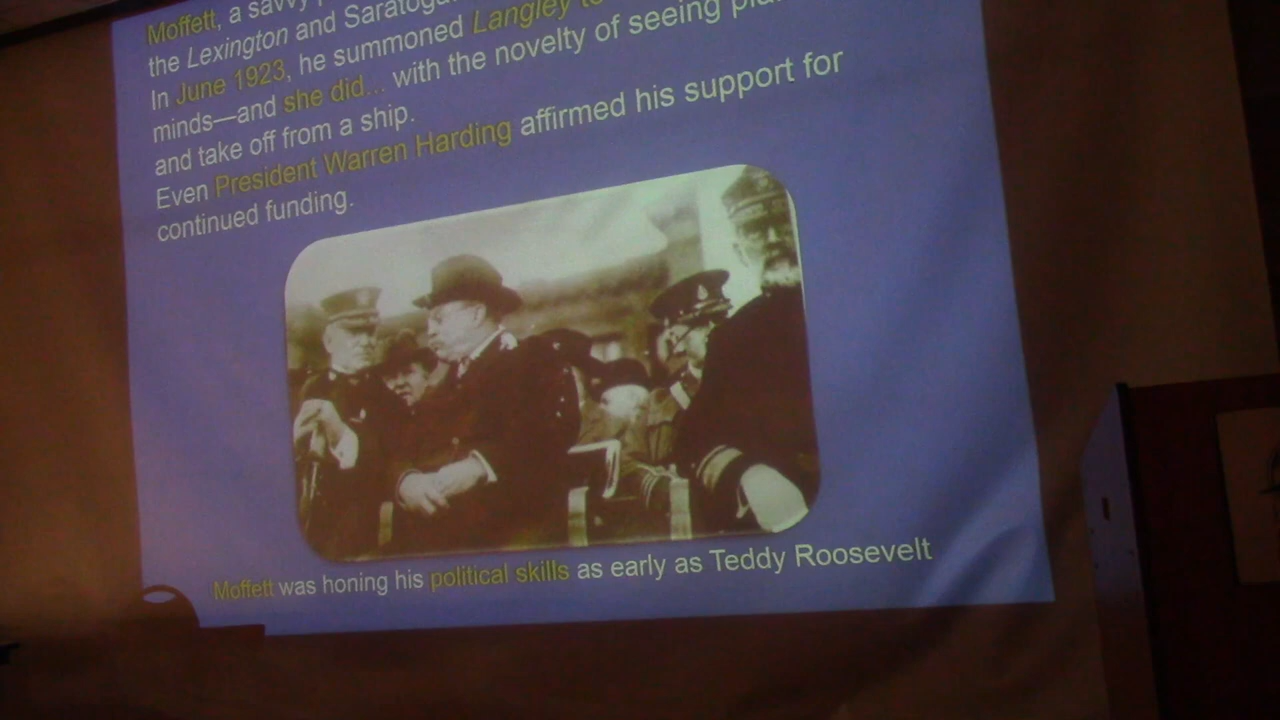 Moffett, a savvy
the Lexington and Saratoga
In June 1923, he summoned Langley to
minds—and she did... with the novelty of seeing
and take off from a ship.
Even President Warren Harding affirmed his support for
continued funding.
Moffett was honing his political skills as early as Teddy Roosevelt